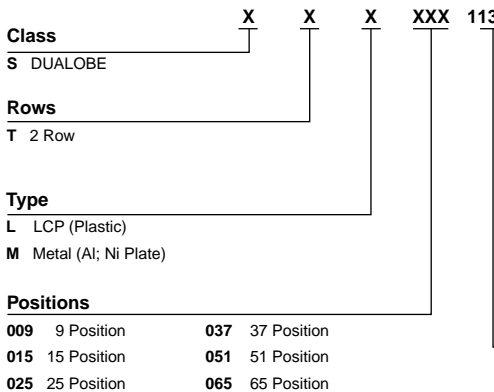 X X X XXX 113
Class
S DUALOBE
Rows
T 2 Row
Type
L LCP (Plastic)
M Metal (Al; Ni Plate)
Positions
009 9 Position 037 37 Position
015 15 Position 051 51 Position
025 25 Position 065 65 Position